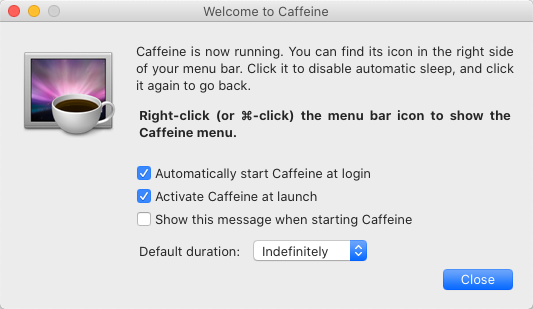 Welcome to Caffeine
Caffeine is now running. You can find its icon in the right side
of your menu bar. Click it to disable automatic sleep, and click
it again to go back.
Right-click (or ⌘-click) the menu bar icon to show the
Caffeine menu.
Automatically start Caffeine at login
Activate Caffeine at launch
Show this message when starting Caffeine
Default duration: Indefinitely
Close